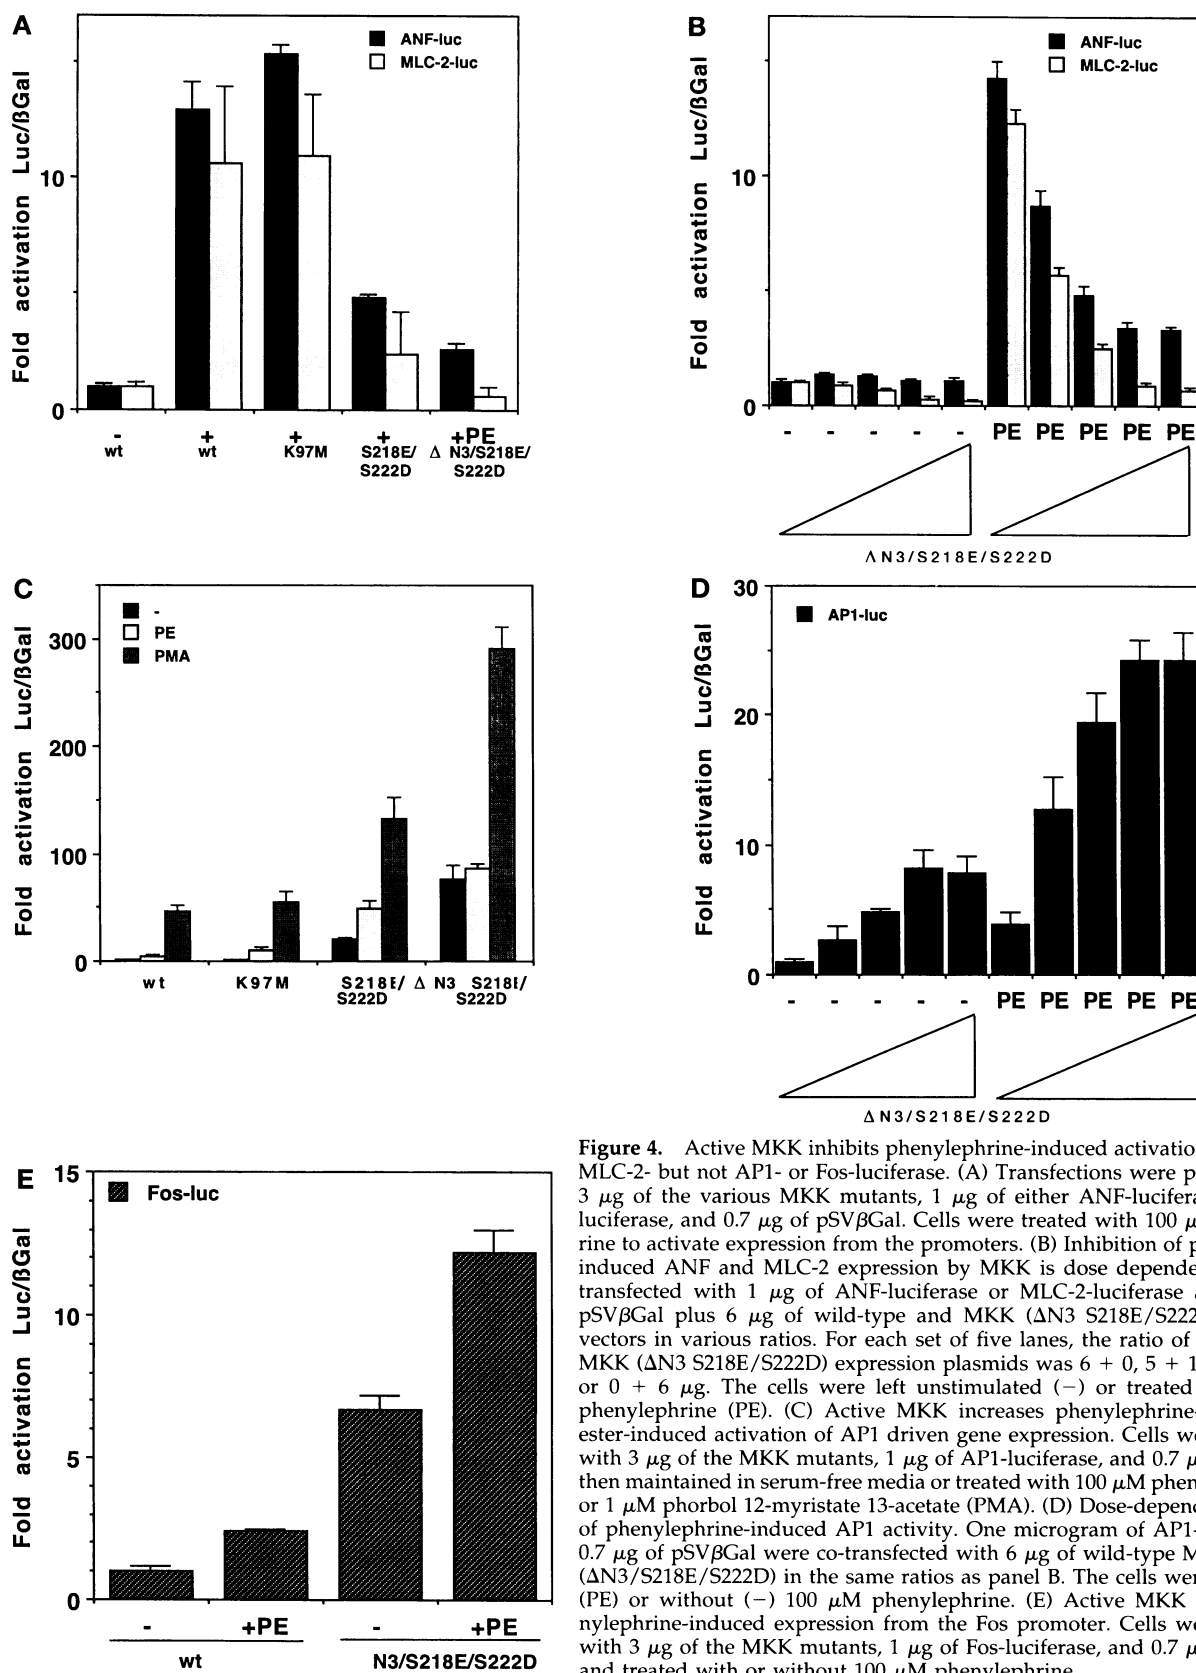 A
ANF-luc
MLC-2-luc
Fold activation Luc/ßGal
10
0
- + + + +PE
wt wt K97M S218E/ Δ N3/S218E/
S222D S222D
B
ANF-luc
MLC-2-luc
Fold activation Luc/ßGal
10
0
- - - - - PE PE PE PE PE
ΛN3/S218E/S222D
C
-
PE
PMA
Fold activation Luc/ßGal
300
200
100
0
wt K97M S218E/ Δ N3 S218E/
S222D S222D
D
AP1-luc
Fold activation Luc/ßGal
30
20
10
0
- - - - - PE PE PE PE PE
ΔN3/S218E/S222D
E
Fos-luc
Fold activation Luc/ßGal
15
10
5
0
- +PE - +PE
wt N3/S218E/S222D
Figure 4. Active MKK inhibits phenylephrine-induced activatio
MLC-2- but not AP1- or Fos-luciferase. (A) Transfections were p
3 μg of the various MKK mutants, 1 μg of either ANF-lucifera
luciferase, and 0.7 μg of pSVβGal. Cells were treated with 100 μ
rine to activate expression from the promoters. (B) Inhibition of p
induced ANF and MLC-2 expression by MKK is dose depende
transfected with 1 μg of ANF-luciferase or MLC-2-luciferase a
pSVβGal plus 6 μg of wild-type and MKK (ΔN3 S218E/S222
vectors in various ratios. For each set of five lanes, the ratio of
MKK (ΔN3 S218E/S222D) expression plasmids was 6 + 0, 5 + 1
or 0 + 6 μg. The cells were left unstimulated (−) or treated
phenylephrine (PE). (C) Active MKK increases phenylephrine-
ester-induced activation of AP1 driven gene expression. Cells we
with 3 μg of the MKK mutants, 1 μg of AP1-luciferase, and 0.7 μ
then maintained in serum-free media or treated with 100 μM phen
or 1 μM phorbol 12-myristate 13-acetate (PMA). (D) Dose-depend
of phenylephrine-induced AP1 activity. One microgram of AP1-
0.7 μg of pSVβGal were co-transfected with 6 μg of wild-type M
(ΔN3/S218E/S222D) in the same ratios as panel B. The cells wer
(PE) or without (−) 100 μM phenylephrine. (E) Active MKK
nylephrine-induced expression from the Fos promoter. Cells we
with 3 μg of the MKK mutants, 1 μg of Fos-luciferase, and 0.7 μ
and treated with or without 100 μM phenylephrine.